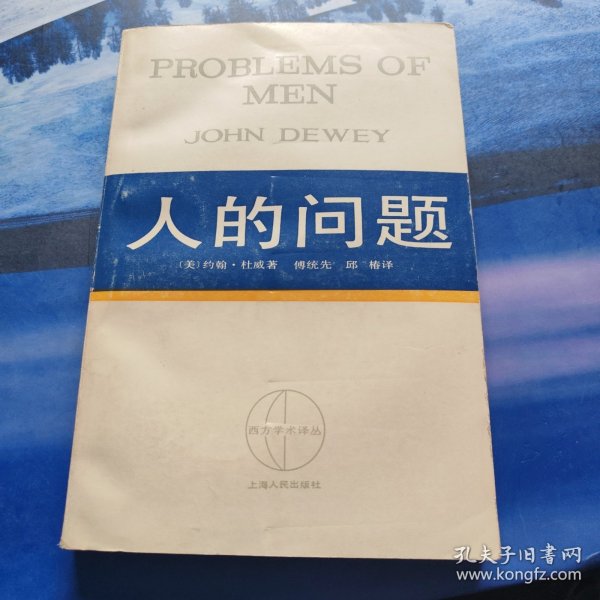 PROBLEMS OF
MEN
JOHN DEWEY
人的问题
〔美〕约翰·杜威著 傅统先 邱 椿译
西方学术译丛
上海人民出版社
孔夫子旧书网
www.kongfz.com